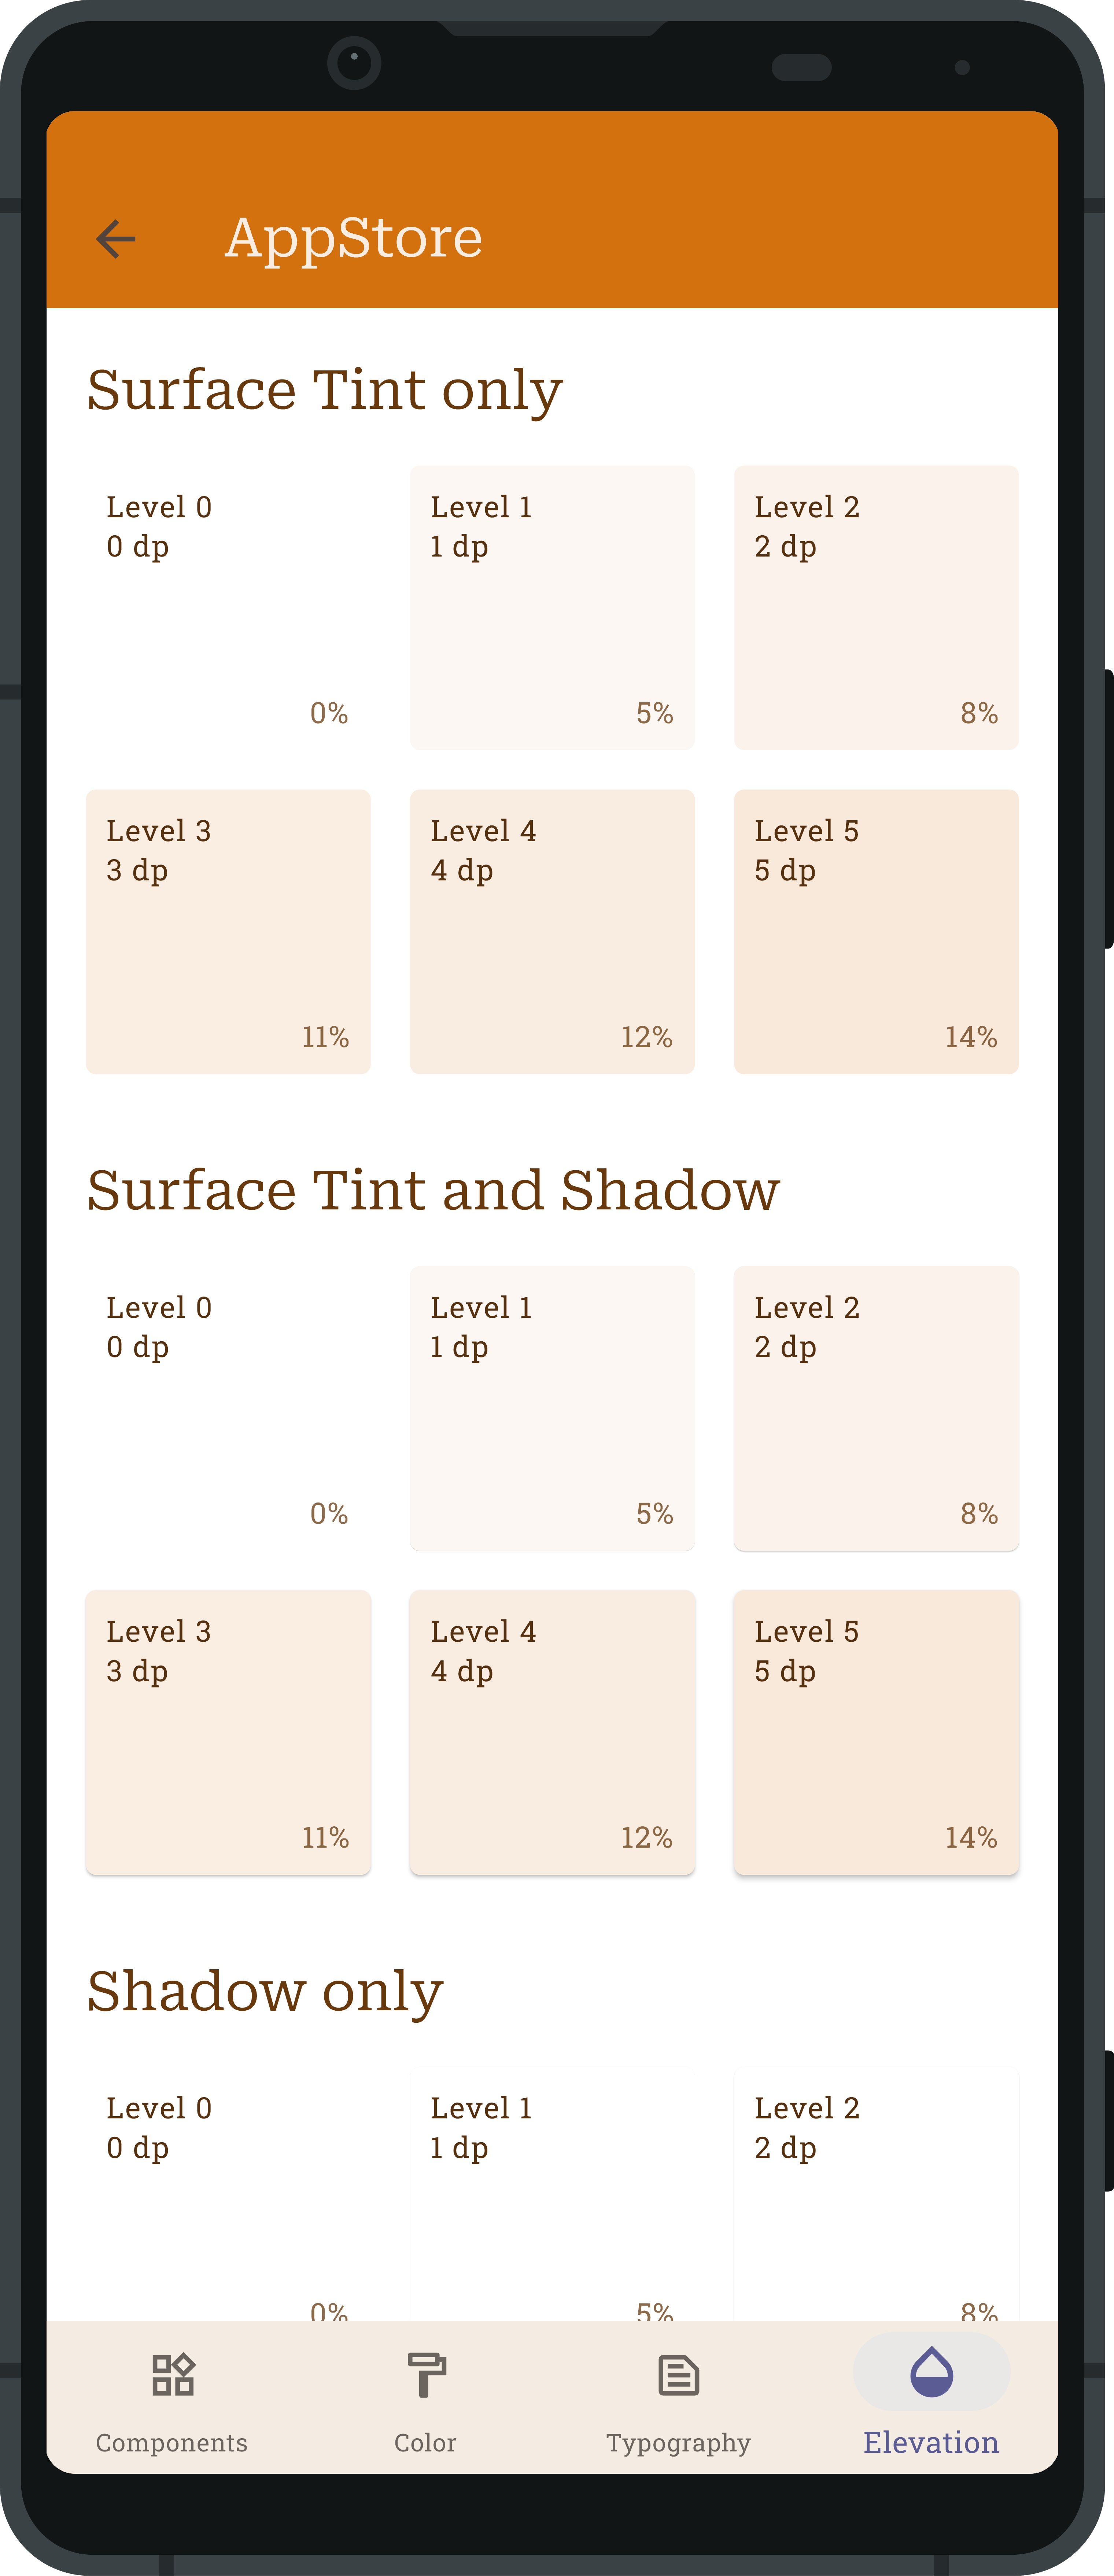 AppStore
Surface Tint only
Level 0
0 dp
0%
Level 1
1 dp
5%
Level 2
2 dp
8%
Level 3
3 dp
11%
Level 4
4 dp
12%
Level 5
5 dp
14%
Surface Tint and Shadow
Level 0
0 dp
0%
Level 1
1 dp
5%
Level 2
2 dp
8%
Level 3
3 dp
11%
Level 4
4 dp
12%
Level 5
5 dp
14%
Shadow only
Level 0
0 dp
0%
Level 1
1 dp
5%
Level 2
2 dp
8%
Components
Color
Typography
Elevation